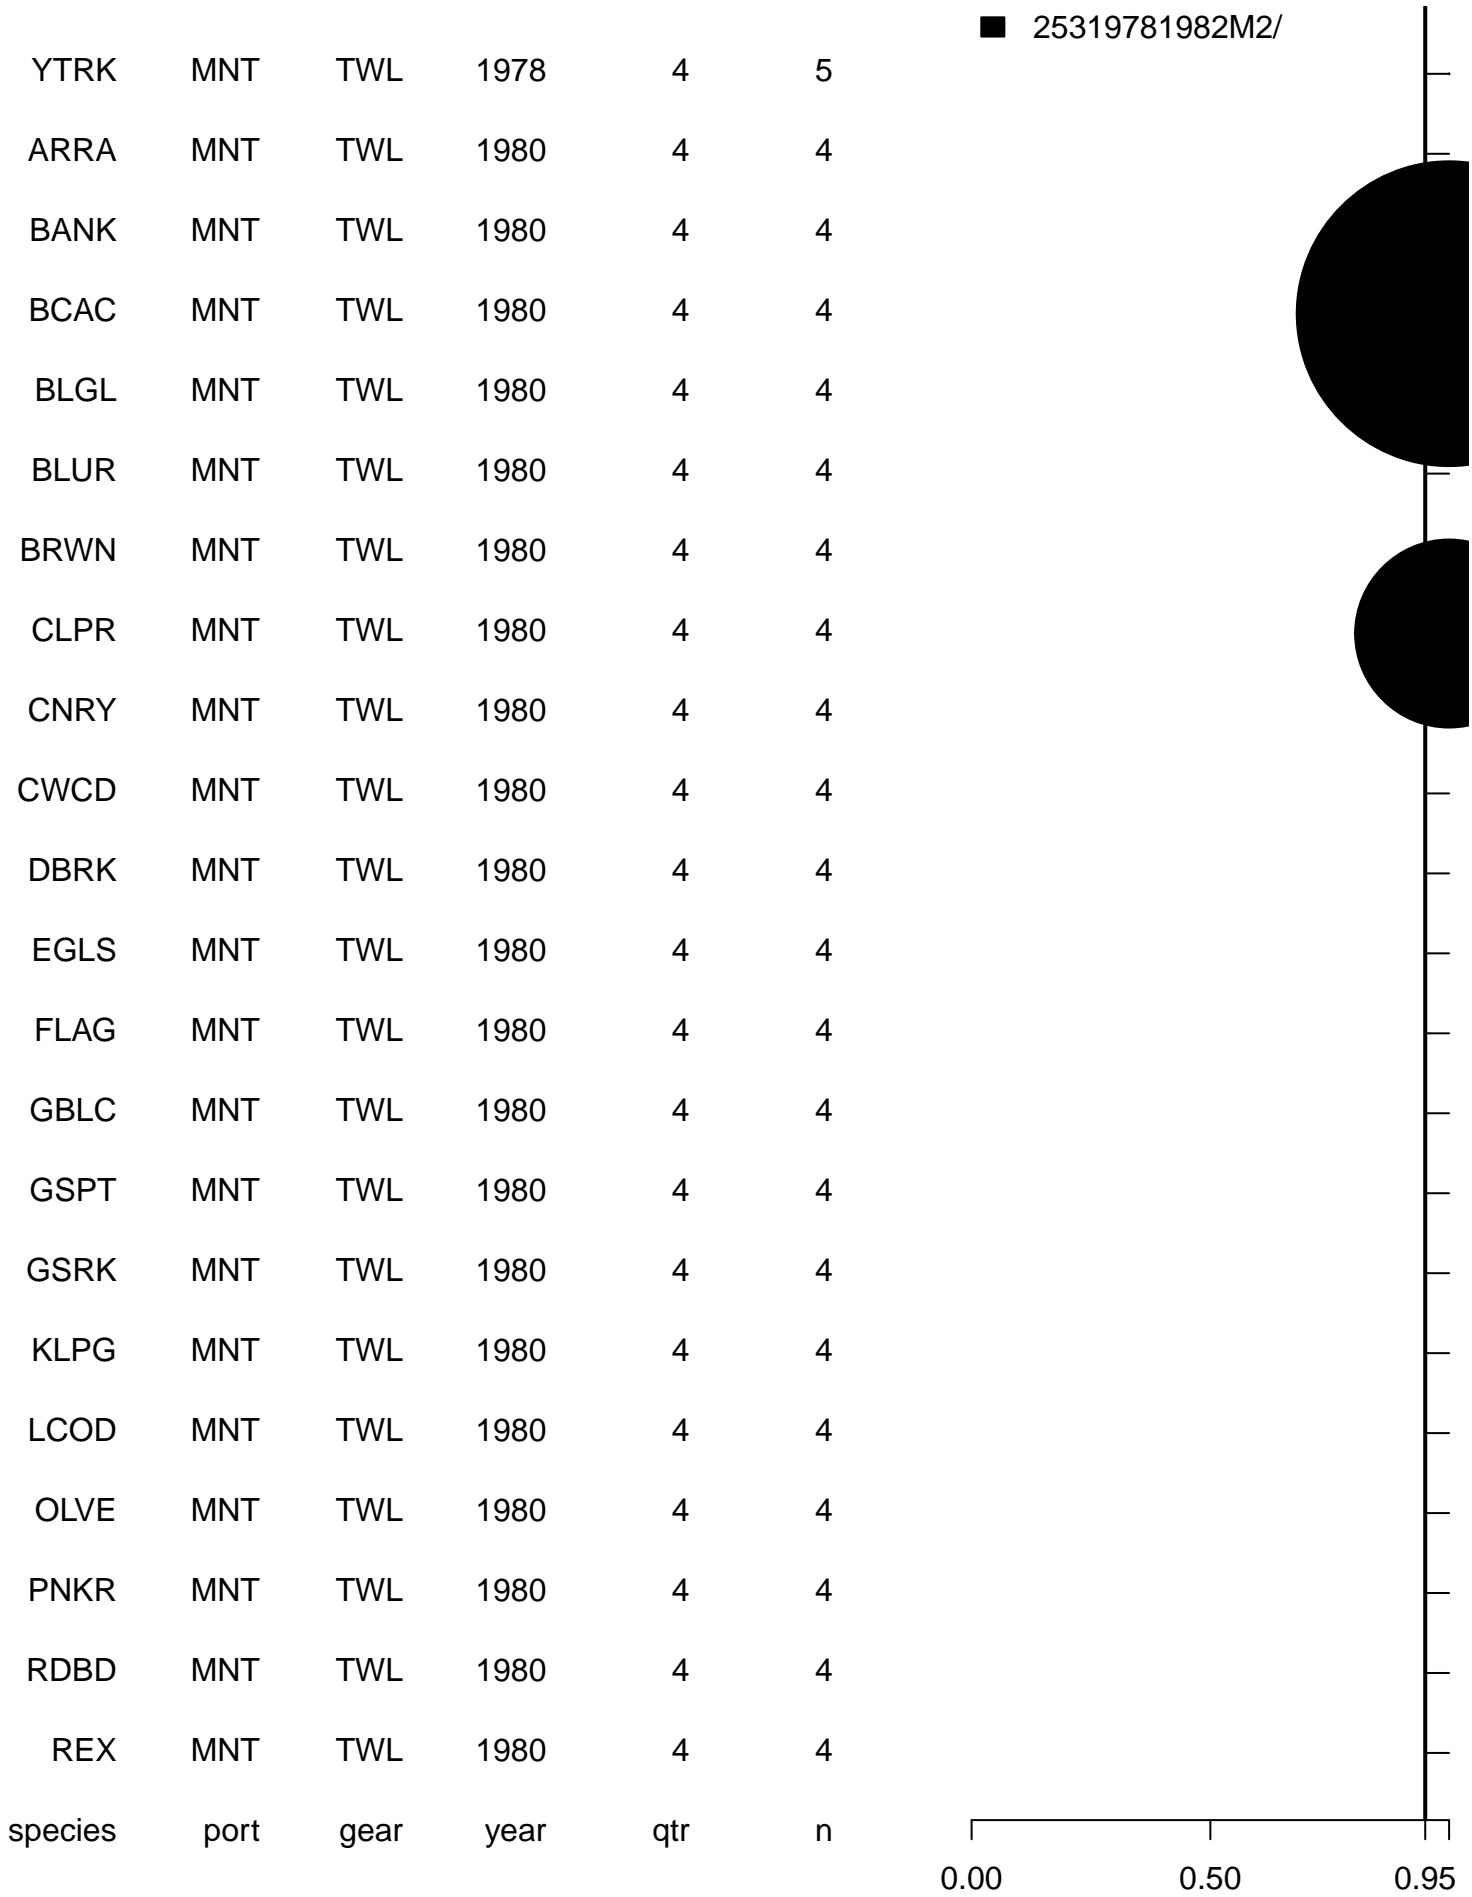 25319781982M2/
YTRK MNT TWL 1978 4 5
ARRA MNT TWL 1980 4 4
BANK MNT TWL 1980 4 4
BCAC MNT TWL 1980 4 4
BLGL MNT TWL 1980 4 4
BLUR MNT TWL 1980 4 4
BRWN MNT TWL 1980 4 4
CLPR MNT TWL 1980 4 4
CNRY MNT TWL 1980 4 4
CWCD MNT TWL 1980 4 4
DBRK MNT TWL 1980 4 4
EGLS MNT TWL 1980 4 4
FLAG MNT TWL 1980 4 4
GBLC MNT TWL 1980 4 4
GSPT MNT TWL 1980 4 4
GSRK MNT TWL 1980 4 4
KLPG MNT TWL 1980 4 4
LCOD MNT TWL 1980 4 4
OLVE MNT TWL 1980 4 4
PNKR MNT TWL 1980 4 4
RDBD MNT TWL 1980 4 4
REX MNT TWL 1980 4 4
species port gear year qtr n
0.00 0.50 0.95